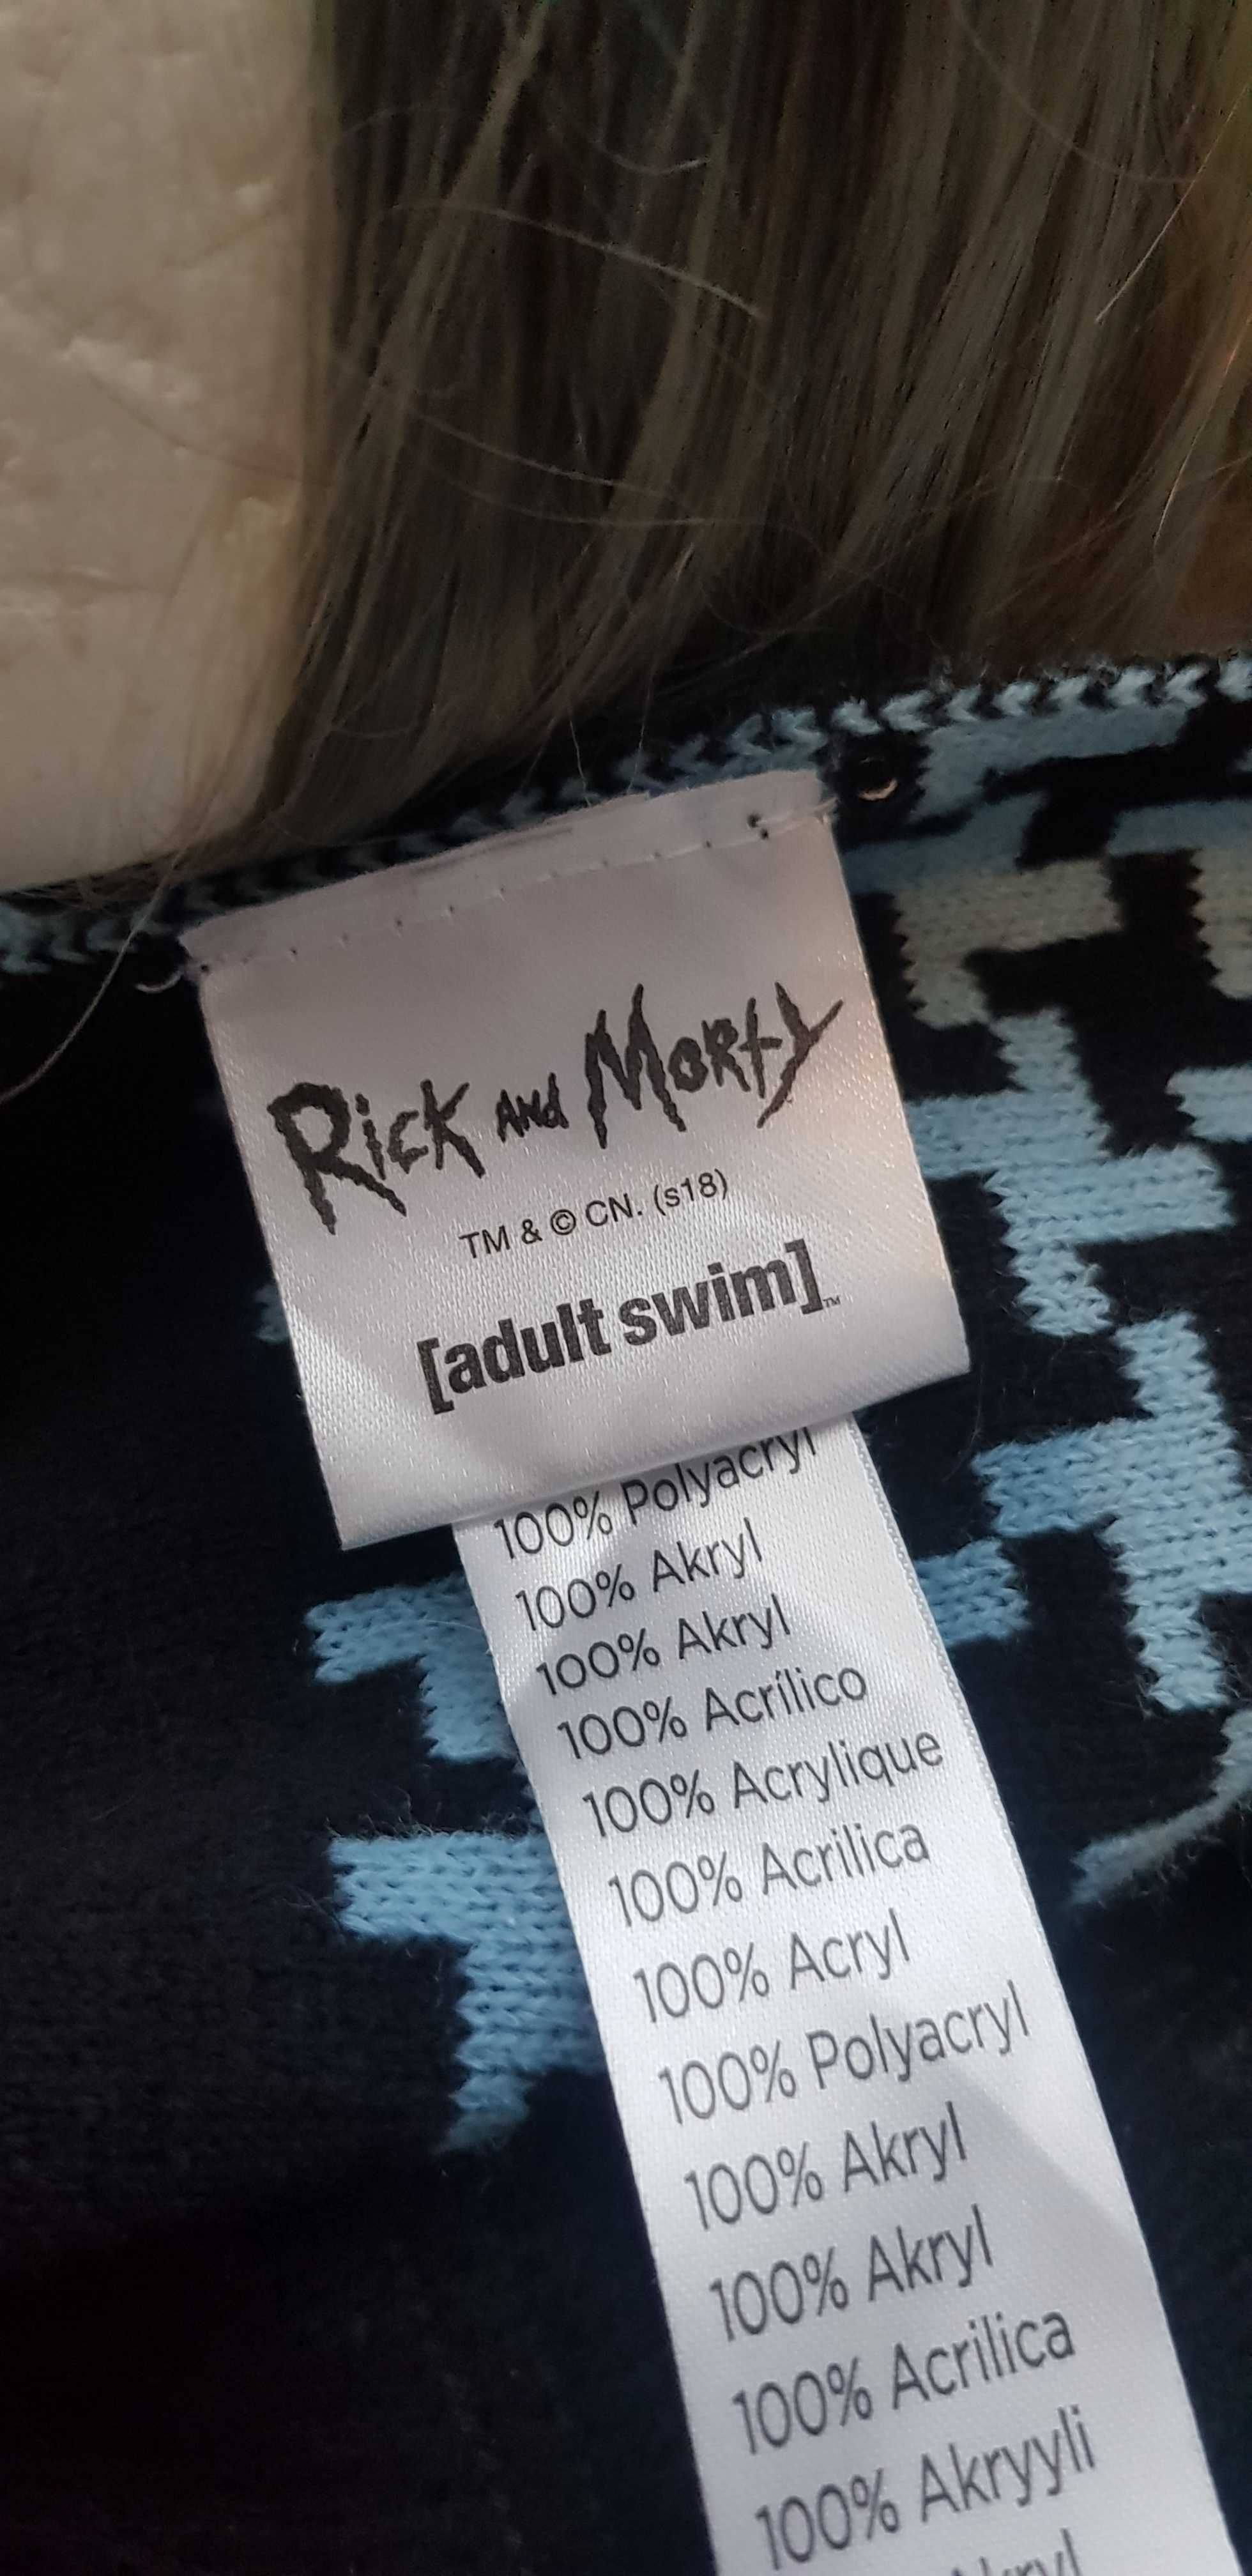 Rick and Morty
TM & © CN. (s18)
[adult swim]™
100% Polyacryl
100% Akryl
100% Akryl
100% Acrílico
100% Acrylique
100% Acrilica
100% Acryl
100% Polyacryl
100% Akryl
100% Akryl
100% Acrilica
100% Akryyli